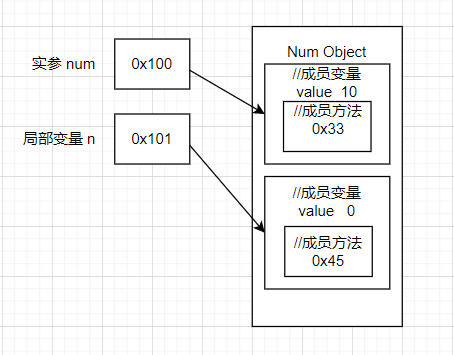 实参 num
0x100
局部变量 n
0x101
Num Object
//成员变量
value 10
//成员方法
0x33
//成员变量
value 0
//成员方法
0x45